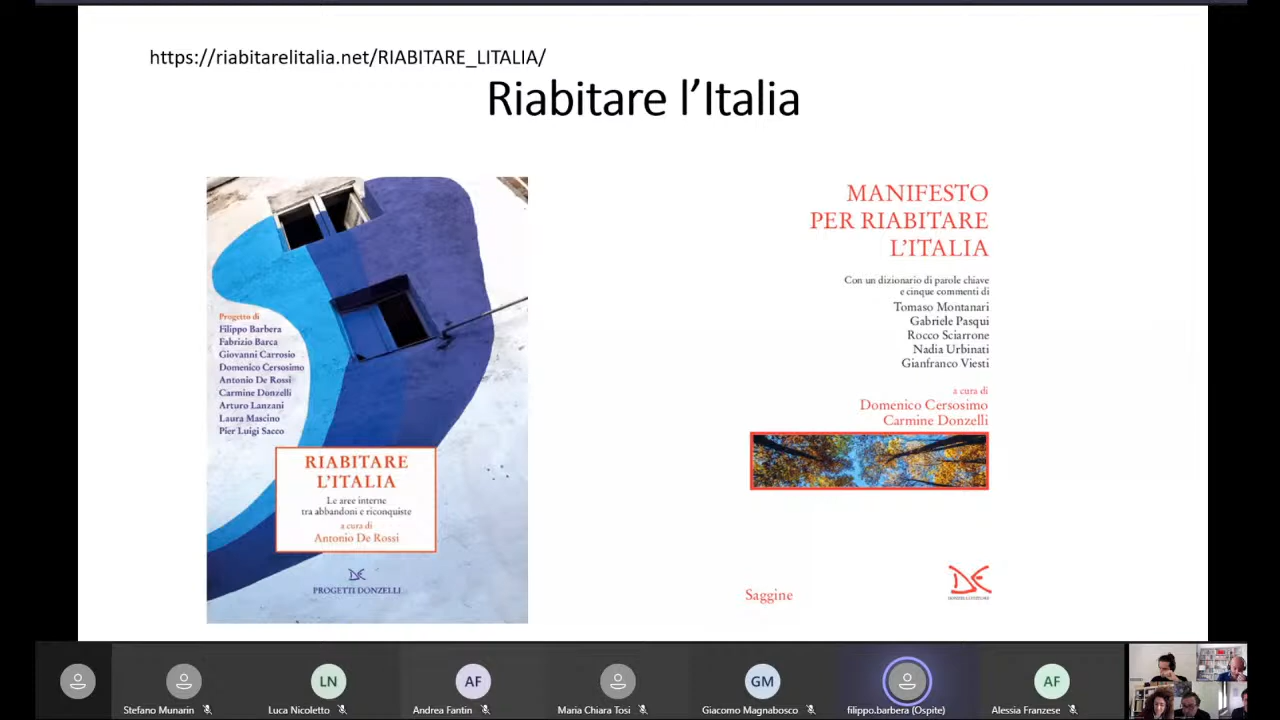 https://riabitarelitalia.net/RIABITARE_LITALIA/
Riabitare l’Italia
Progetto di
Filippo Barbera
Fabrizio Barca
Giovanni Carrosio
Domenico Cersosimo
Antonio De Rossi
Carmine Donzelli
Arturo Lanzani
Laura Mascino
Pier Luigi Sacco
RIABITARE
L’ITALIA
Le aree interne
tra abbandoni e riconquiste
a cura di
Antonio De Rossi
PROGETTI DONZELLI
MANIFESTO
PER RIABITARE
L’ITALIA
Con un dizionario di parole chiave
e cinque commenti di
Tomaso Montanari
Gabriele Pasqui
Rocco Sciarrone
Nadia Urbinati
Gianfranco Viesti
a cura di
Domenico Cersosimo
Carmine Donzelli
Saggine
DONZELLI EDITORE
LN
AF
GM
AF
Stefano Munarin
Luca Nicoletto
Andrea Fantin
Maria Chiara Tosi
Giacomo Magnabosco
filippo.barbera (Ospite)
Alessia Franzese